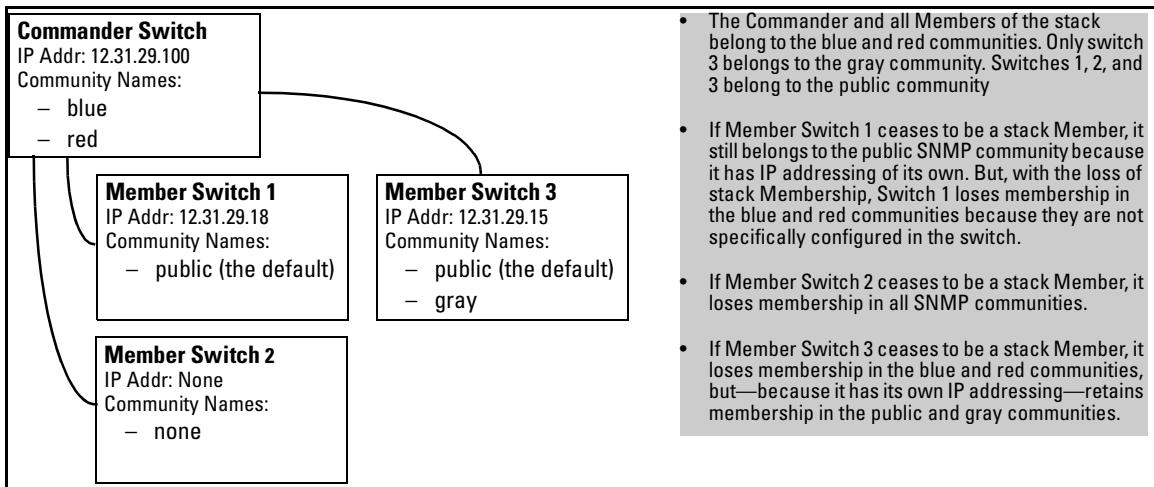 Commander Switch
IP Addr: 12.31.29.100
Community Names:
– blue
– red
Member Switch 1
IP Addr: 12.31.29.18
Community Names:
– public (the default)
Member Switch 3
IP Addr: 12.31.29.15
Community Names:
– public (the default)
– gray
Member Switch 2
IP Addr: None
Community Names:
– none
• The Commander and all Members of the stack
belong to the blue and red communities. Only switch
3 belongs to the gray community. Switches 1, 2, and
3 belong to the public community
• If Member Switch 1 ceases to be a stack Member, it
still belongs to the public SNMP community because
it has IP addressing of its own. But, with the loss of
stack Membership, Switch 1 loses membership in
the blue and red communities because they are not
specifically configured in the switch.
• If Member Switch 2 ceases to be a stack Member, it
loses membership in all SNMP communities.
• If Member Switch 3 ceases to be a stack Member, it
loses membership in the blue and red communities,
but—because it has its own IP addressing—retains
membership in the public and gray communities.